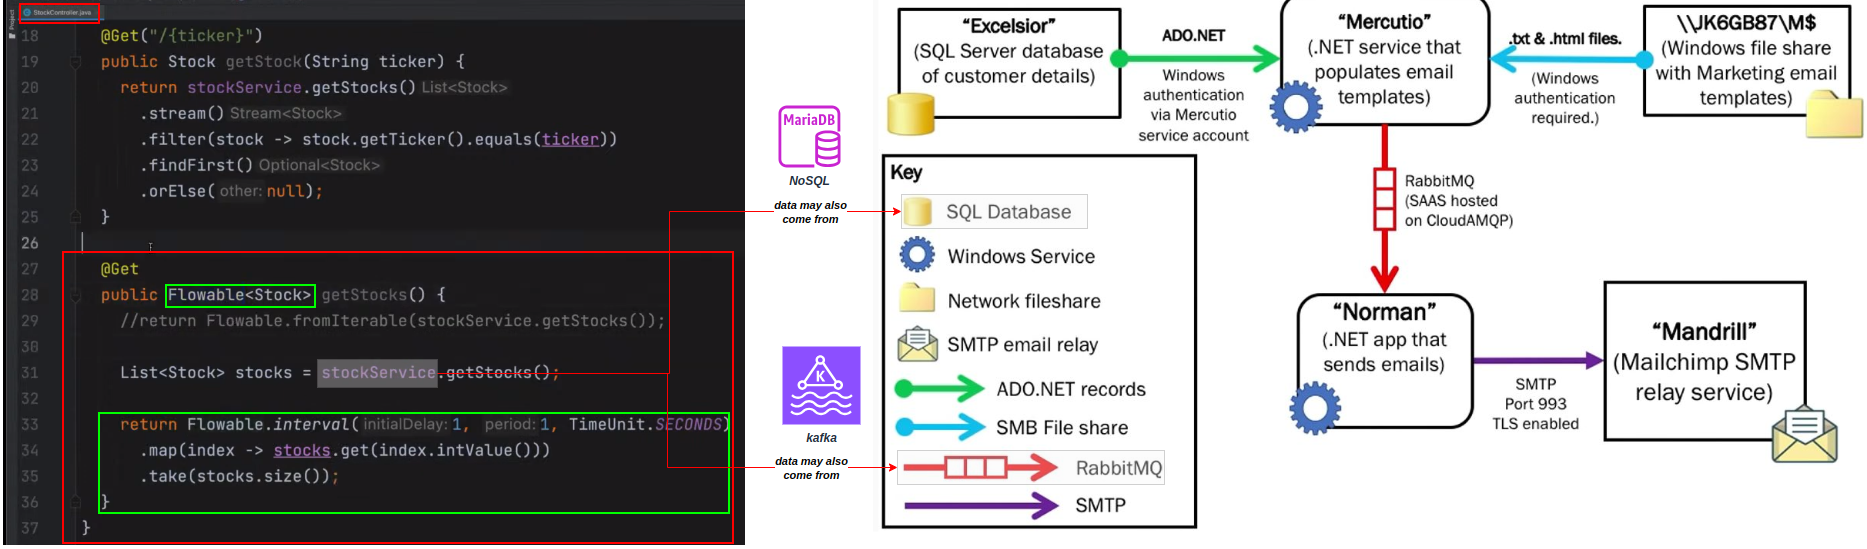 StockController.java
Project
18 @Get("/{ticker}")
19 public Stock getStock(String ticker) {
20 return stockService.getStocks() List<Stock>
21 .stream() Stream<Stock>
22 .filter(stock -> stock.getTicker().equals(ticker))
23 .findFirst() Optional<Stock>
24 .orElse( other: null);
25 }
26
27 @Get
28 public Flowable<Stock> getStocks() {
29 //return Flowable.fromIterable(stockService.getStocks());
30
31 List<Stock> stocks = stockService.getStocks();
32
33 return Flowable.interval( initialDelay: 1, period: 1, TimeUnit.SECONDS)
34 .map(index -> stocks.get(index.intValue()))
35 .take(stocks.size());
36 }
37 }
MariaDB
NoSQL
data may also
come from
K
kafka
data may also
come from
“Excelsior”
(SQL Server database
of customer details)
ADO.NET
Windows
authentication
via Mercutio
service account
“Mercutio”
(.NET service that
populates email
templates)
.txt & .html files.
(Windows
authentication
required.)
\\JK6GB87\M$
(Windows file share
with Marketing email
templates)
Key
SQL Database
Windows Service
Network fileshare
SMTP email relay
ADO.NET records
SMB File share
RabbitMQ
SMTP
RabbitMQ
(SAAS hosted
on CloudAMQP)
“Norman”
(.NET app that
sends emails)
SMTP
Port 993
TLS enabled
“Mandrill”
(Mailchimp SMTP
relay service)